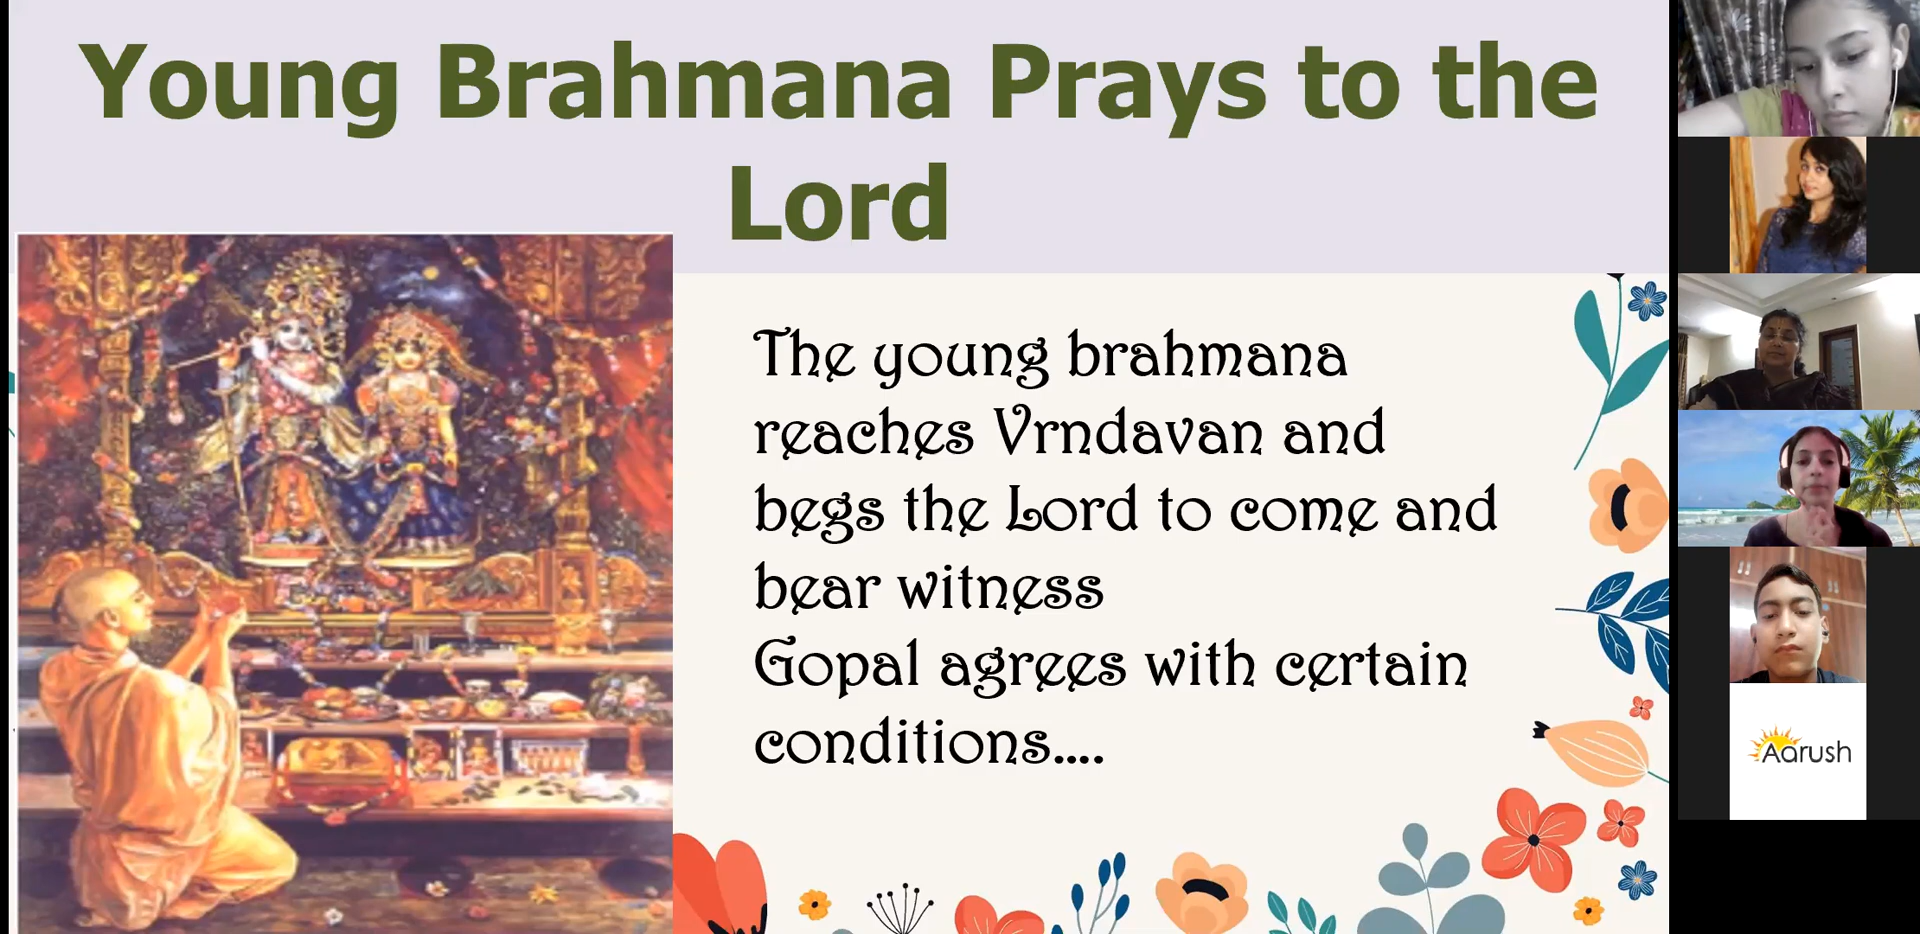 Young Brahmana Prays to the
Lord
The young brahmana
reaches Vrndavan and
begs the Lord to come and
bear witness
Gopal agrees with certain
conditions....
Aarush